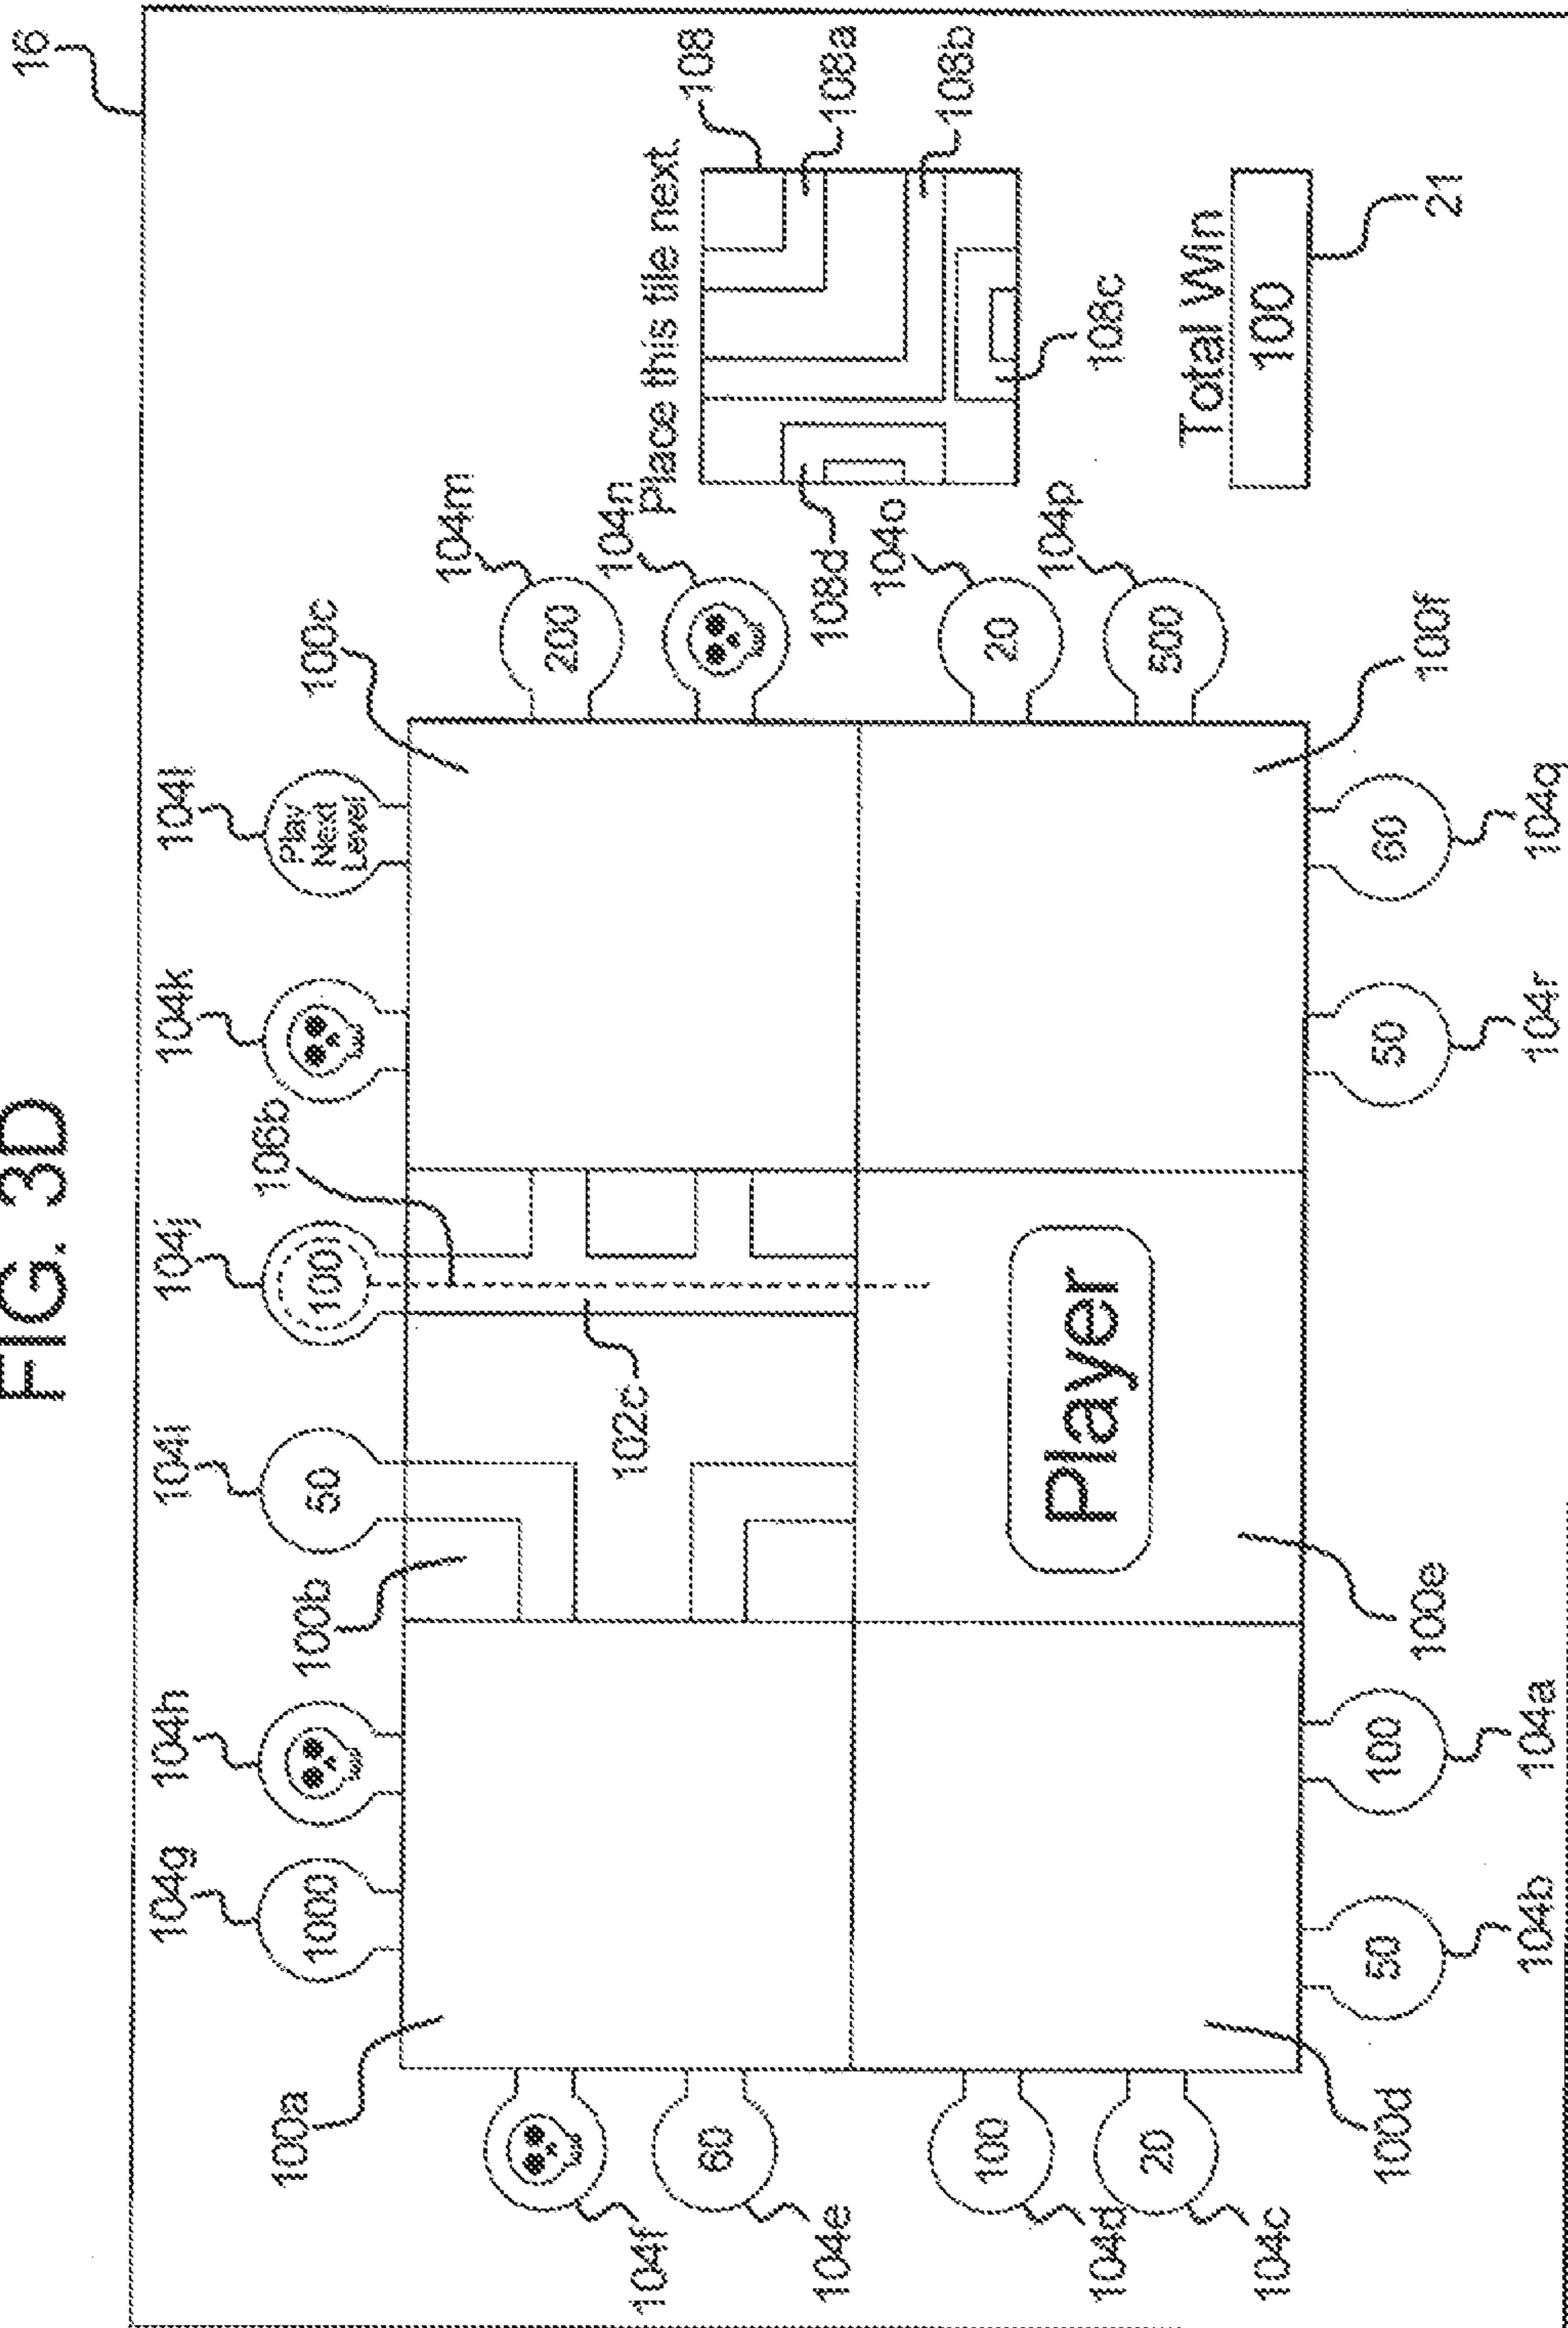 FIG. 3D
16
104g
104h
104i
104j
104k
104l
1000
50
100
Play
Next
Level
100a
100b
106b
100c
104f
104m
200
102c
104n
104e
60
Place this tile next.
108
108a
108b
108c
108d
104d
100
Player
104o
20
104c
20
104p
500
Total Win
100
21
100d
100e
100f
50
100
50
60
104b
104a
104r
104q